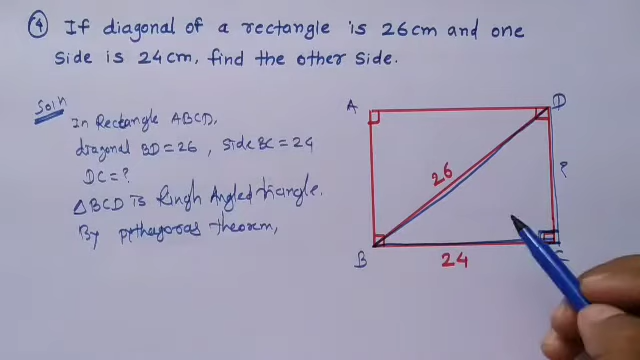 ④ If diagonal of a rectangle is 26cm and one
side is 24cm, find the other side.
Soln
In Rectangle ABCD,
diagonal BD=26, side BC=24
DC=?
△BCD is Ringh Angled triangle.
By pythagoras theorem,
A
D
26
?
B
24
C